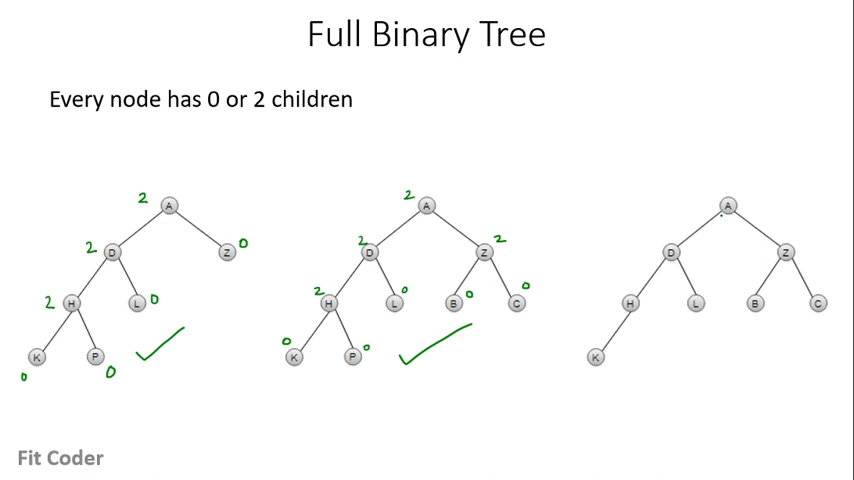 Full Binary Tree
Every node has 0 or 2 children
2 A
2 D Z 0
2 H L 0
K P
0 0
2 A
2 D Z 2
2 H L 0 B 0 C 0
0 K P 0
A
D Z
H L B C
K
Fit Coder